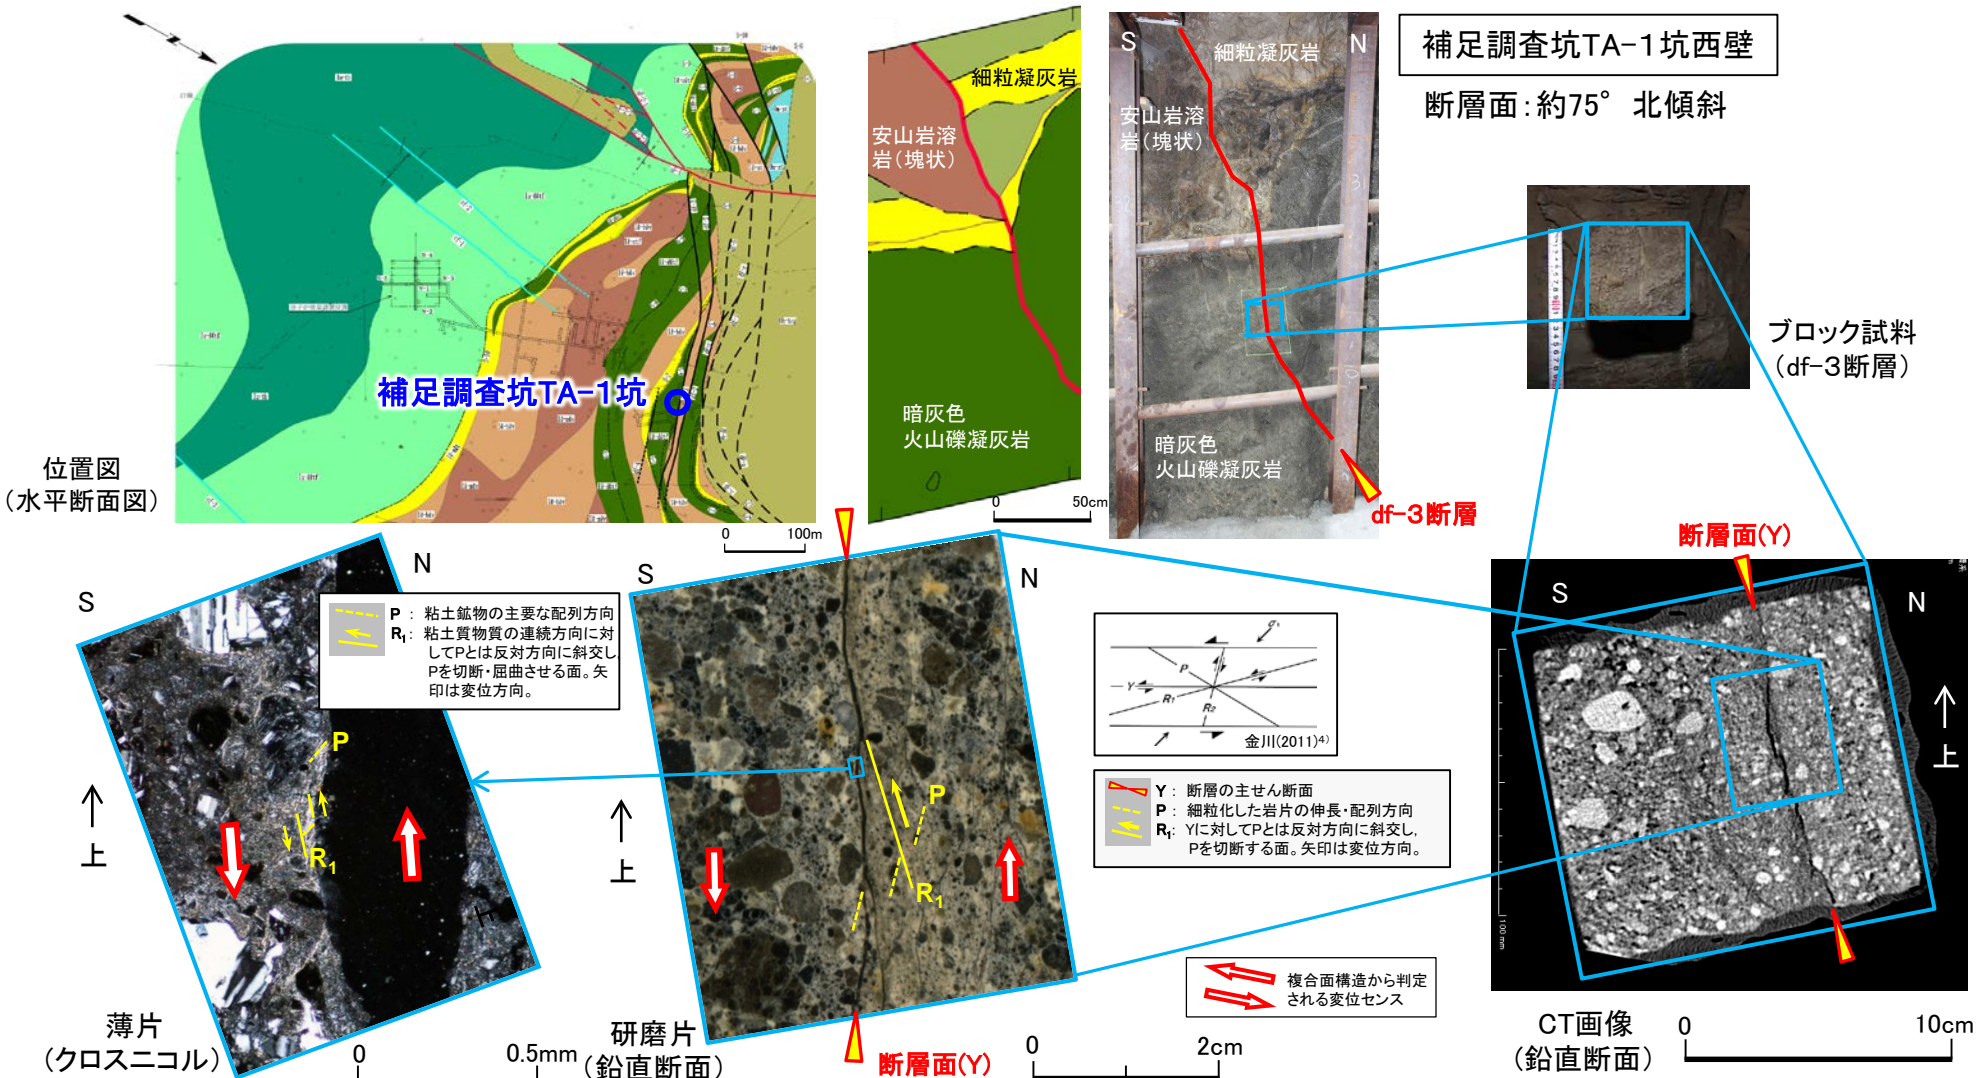 補足調査坑TA-1坑西壁
断層面：約75° 北傾斜
N
補足調査坑TA-1坑
位置図
（水平断面図）
0 100m
細粒凝灰岩
安山岩溶
岩（塊状）
暗灰色
火山礫凝灰岩
0 50cm
S N
細粒凝灰岩
安山岩溶
岩（塊状）
暗灰色
火山礫凝灰岩
df-3断層
ブロック試料
（df-3断層）
S N
P ： 粘土鉱物の主要な配列方向
R₁： 粘土質物質の連続方向に対
してPとは反対方向に斜交し、
Pを切断・屈曲させる面。矢
印は変位方向。
P
R₁
上
薄片
（クロスニコル）
0 0.5mm
S N
P
R₁
上
研磨片
（鉛直断面）
断層面(Y)
0 2cm
σ₁
P
Y
R₁
R₂
金川(2011)⁴⁾
Y ： 断層の主せん断面
P ： 細粒化した岩片の伸長・配列方向
R₁： Yに対してPとは反対方向に斜交し、
Pを切断する面。矢印は変位方向。
複合面構造から判定
される変位センス
断層面(Y)
S N
上
100 mm
CT画像
（鉛直断面）
0 10cm